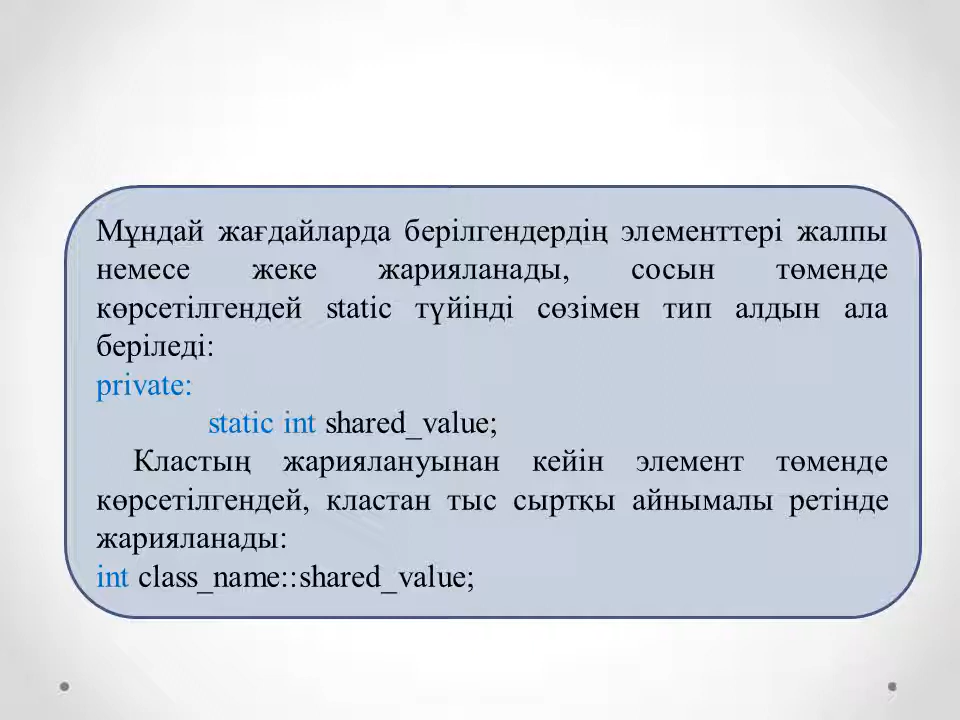 Мұндай жағдайларда берілгендердің элементтері жалпы
немесе жеке жарияланады, сосын төменде
көрсетілгендей static түйінді сөзімен тип алдын ала
беріледі:
private:
static int shared_value;
Кластың жариялануынан кейін элемент төменде
көрсетілгендей, кластан тыс сыртқы айнымалы ретінде
жарияланады:
int class_name::shared_value;